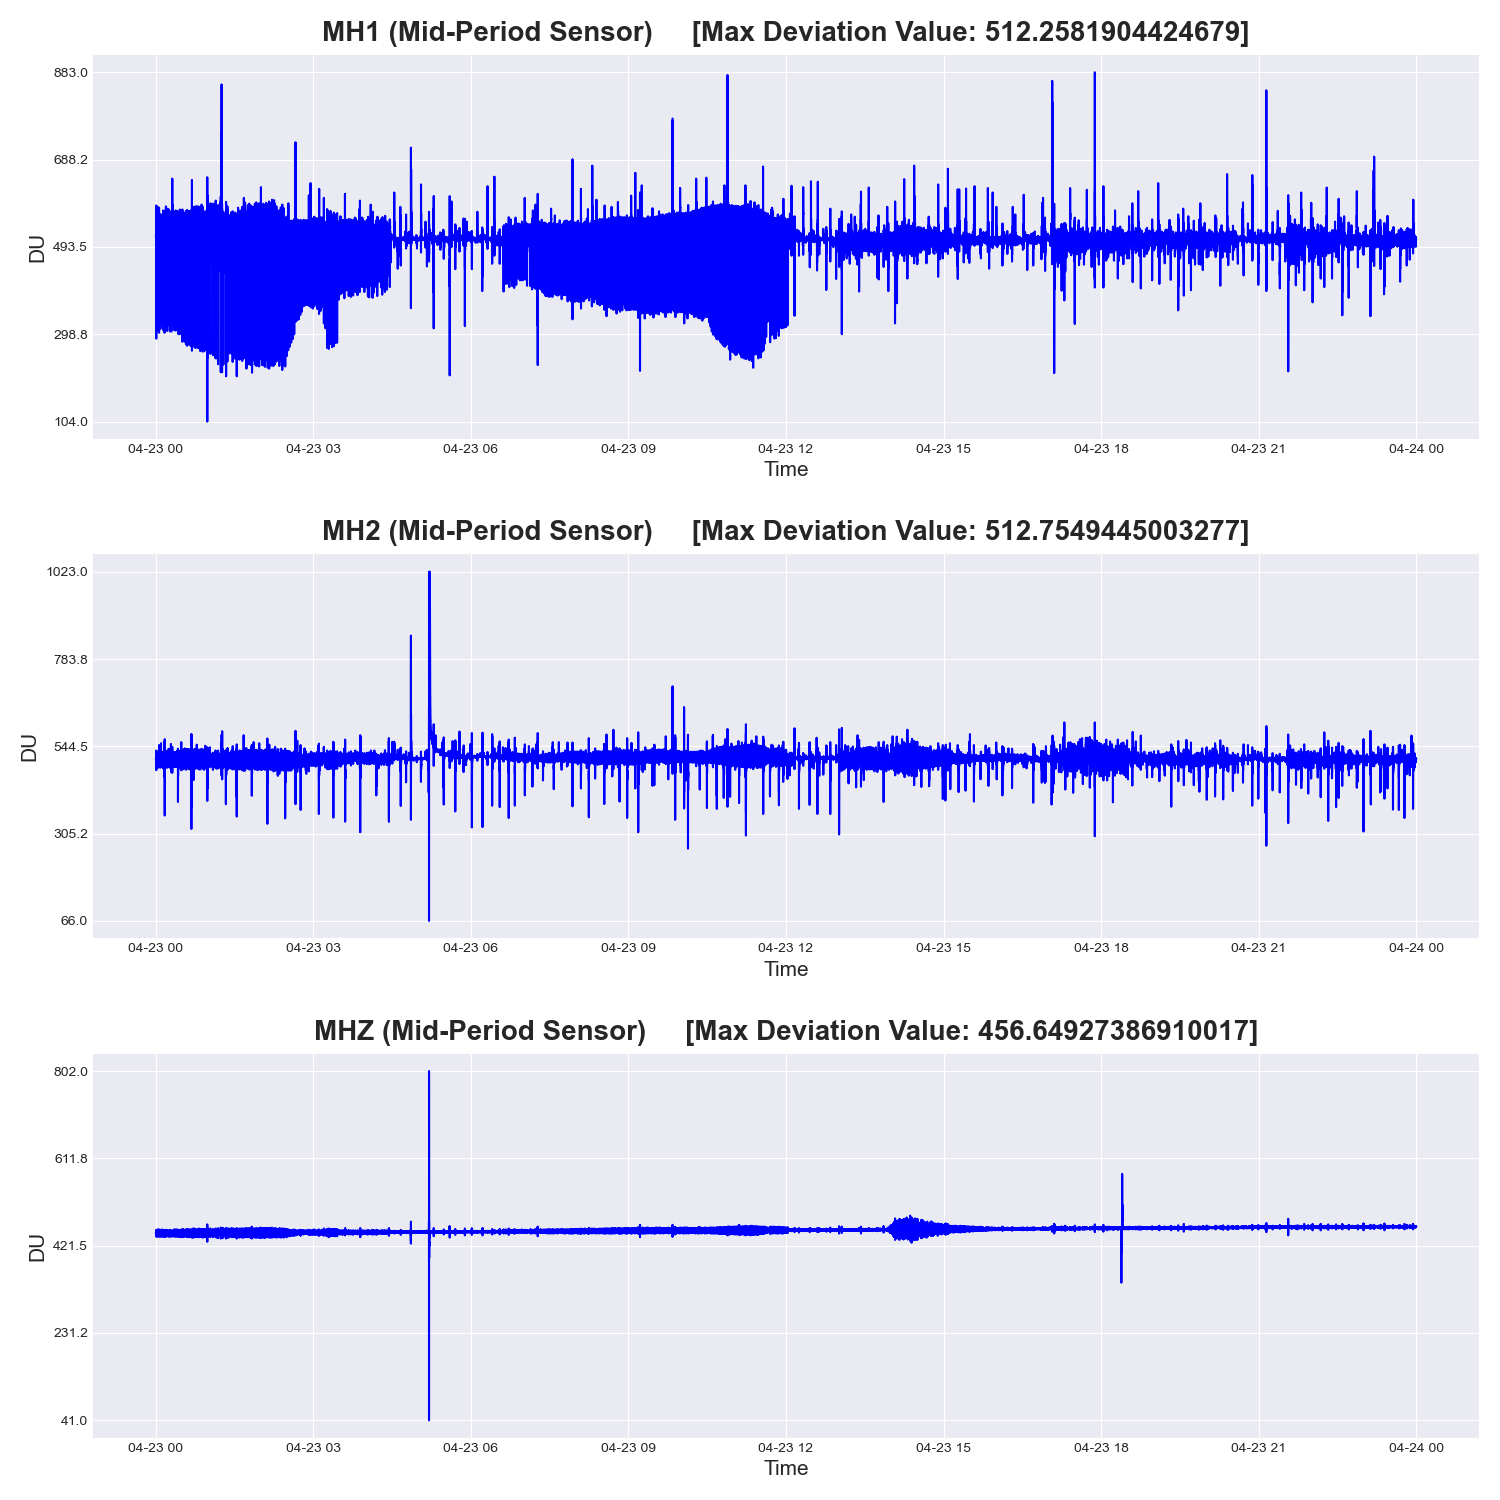 MH1 (Mid-Period Sensor)     [Max Deviation Value: 512.2581904424679]
883.0
688.2
493.5
298.8
104.0
DU
04-23 00 04-23 03 04-23 06 04-23 09 04-23 12 04-23 15 04-23 18 04-23 21 04-24 00
Time
MH2 (Mid-Period Sensor)     [Max Deviation Value: 512.7549445003277]
1023.0
783.8
544.5
305.2
66.0
DU
04-23 00 04-23 03 04-23 06 04-23 09 04-23 12 04-23 15 04-23 18 04-23 21 04-24 00
Time
MHZ (Mid-Period Sensor)     [Max Deviation Value: 456.64927386910017]
802.0
611.8
421.5
231.2
41.0
DU
04-23 00 04-23 03 04-23 06 04-23 09 04-23 12 04-23 15 04-23 18 04-23 21 04-24 00
Time